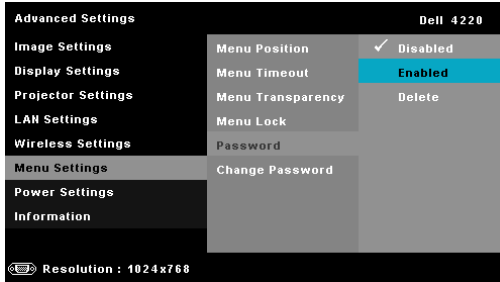 Advanced Settings
Dell 4220
Image Settings
Display Settings
Projector Settings
LAN Settings
Wireless Settings
Menu Settings
Power Settings
Information
Menu Position
Menu Timeout
Menu Transparency
Menu Lock
Password
Change Password
Disabled
Enabled
Delete
Resolution : 1024x768